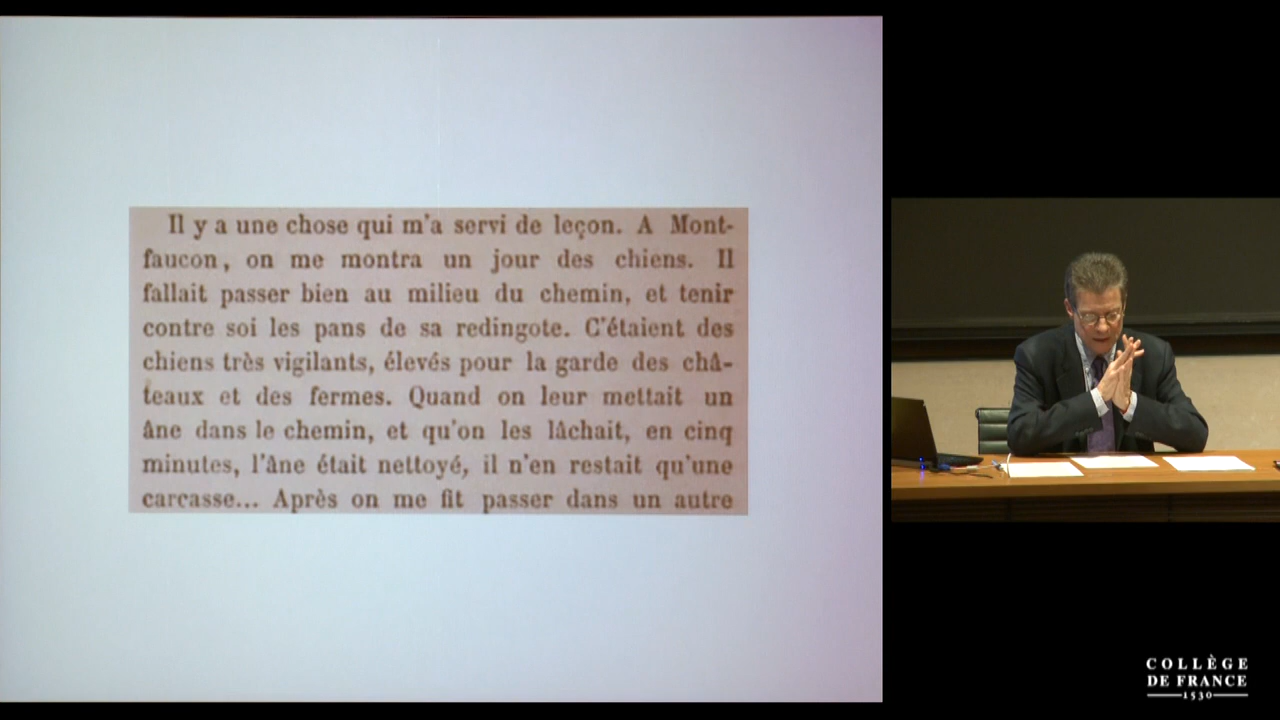 Il y a une chose qui m'a servi de leçon. A Mont-
faucon, on me montra un jour des chiens. Il
fallait passer bien au milieu du chemin, et tenir
contre soi les pans de sa redingote. C'étaient des
chiens très vigilants, élevés pour la garde des châ-
teaux et des fermes. Quand on leur mettait un
âne dans le chemin, et qu'on les lâchait, en cinq
minutes, l'âne était nettoyé, il n'en restait qu'une
carcasse... Après on me fit passer dans un autre
COLLÈGE
DE FRANCE
1530